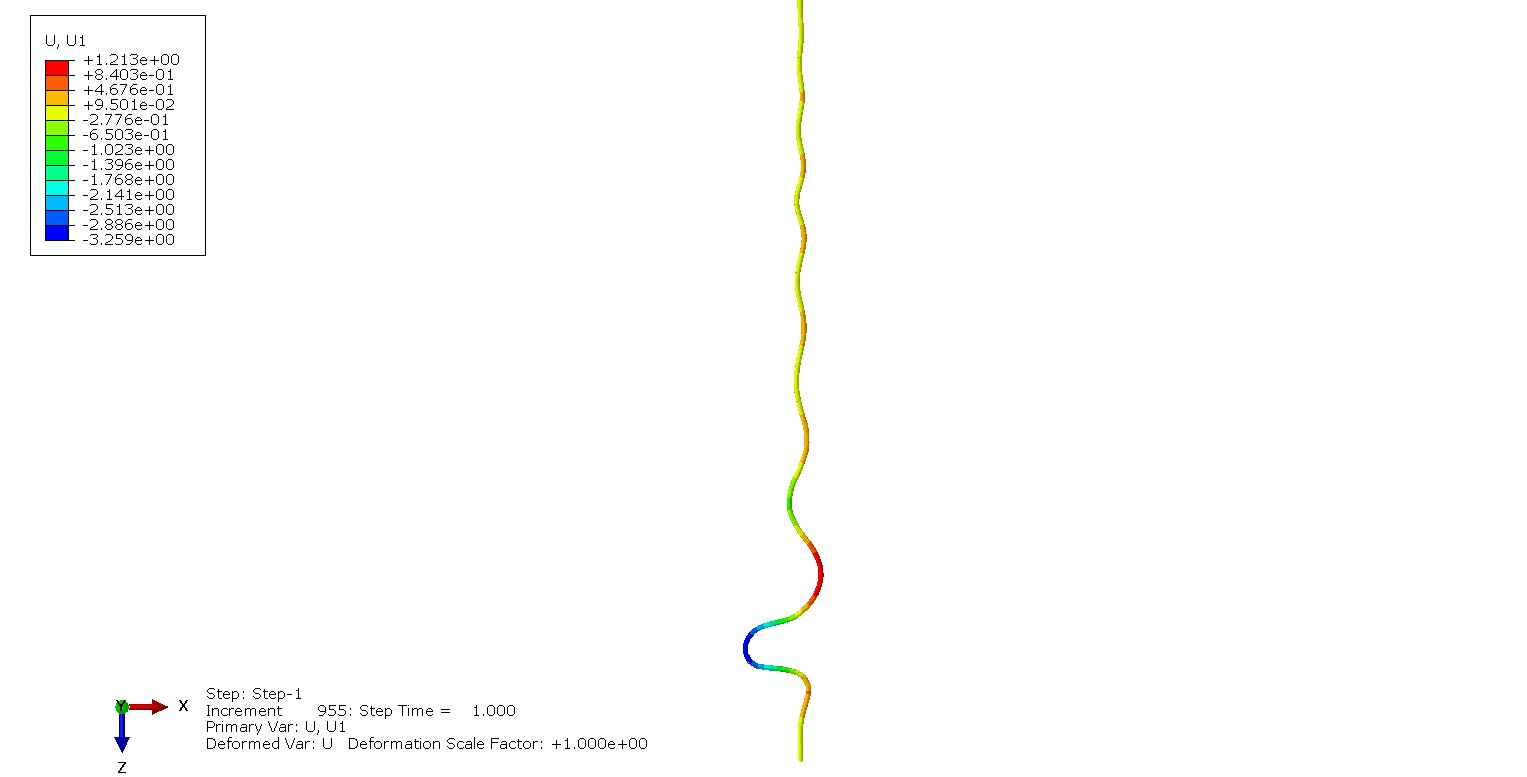 U, U1
+1.213e+00
+8.403e-01
+4.676e-01
+9.501e-02
-2.776e-01
-6.503e-01
-1.023e+00
-1.396e+00
-1.768e+00
-2.141e+00
-2.513e+00
-2.886e+00
-3.259e+00
Y X
Z
Step: Step-1
Increment 955: Step Time = 1.000
Primary Var: U, U1
Deformed Var: U Deformation Scale Factor: +1.000e+00